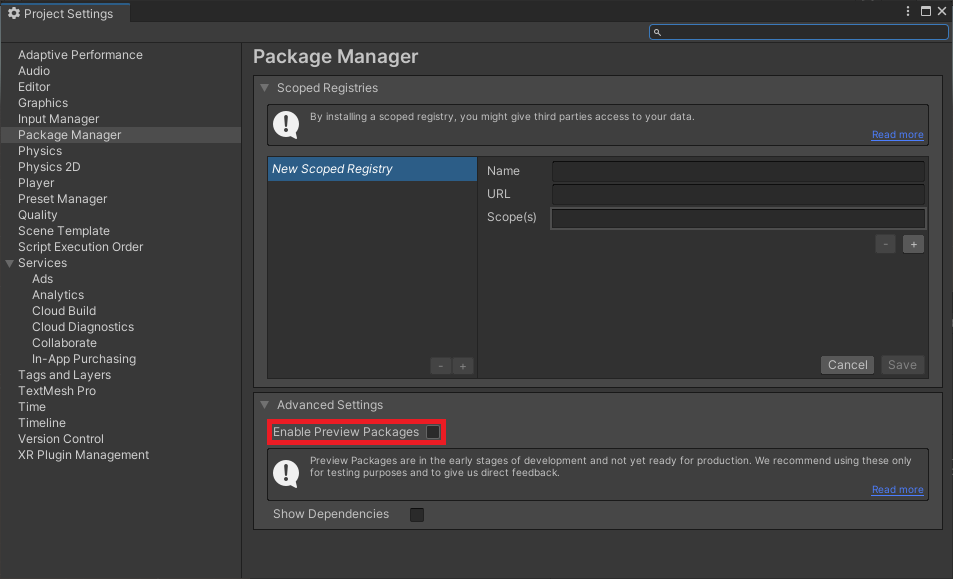 Project Settings
Adaptive Performance
Audio
Editor
Graphics
Input Manager
Package Manager
Physics
Physics 2D
Player
Preset Manager
Quality
Scene Template
Script Execution Order
Services
Ads
Analytics
Cloud Build
Cloud Diagnostics
Collaborate
In-App Purchasing
Tags and Layers
TextMesh Pro
Time
Timeline
Version Control
XR Plugin Management
Package Manager
Scoped Registries
By installing a scoped registry, you might give third parties access to your data.
Read more
New Scoped Registry
Name
URL
Scope(s)
- +
- +
Cancel Save
Advanced Settings
Enable Preview Packages
Preview Packages are in the early stages of development and not yet ready for production. We recommend using these only
for testing purposes and to give us direct feedback.
Read more
Show Dependencies